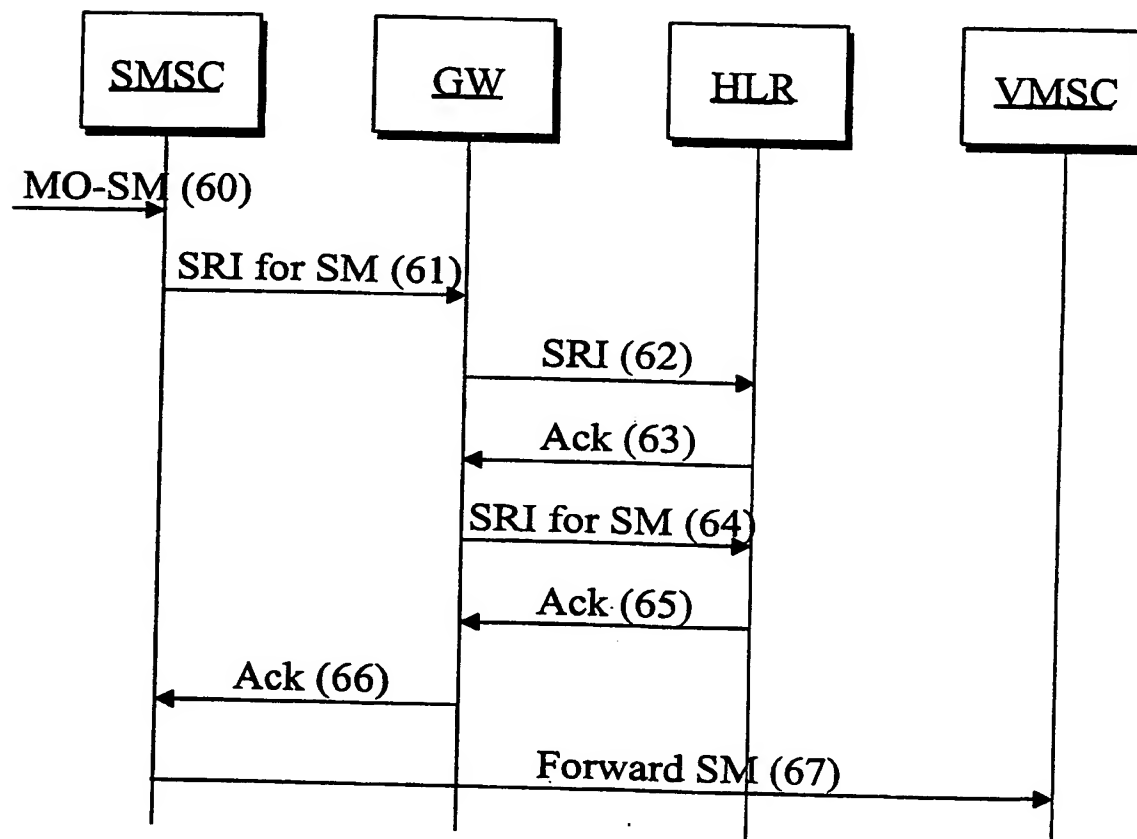 SMSC
GW
HLR
VMSC
MO-SM (60)
SRI for SM (61)
SRI (62)
Ack (63)
SRI for SM (64)
Ack (65)
Ack (66)
Forward SM (67)